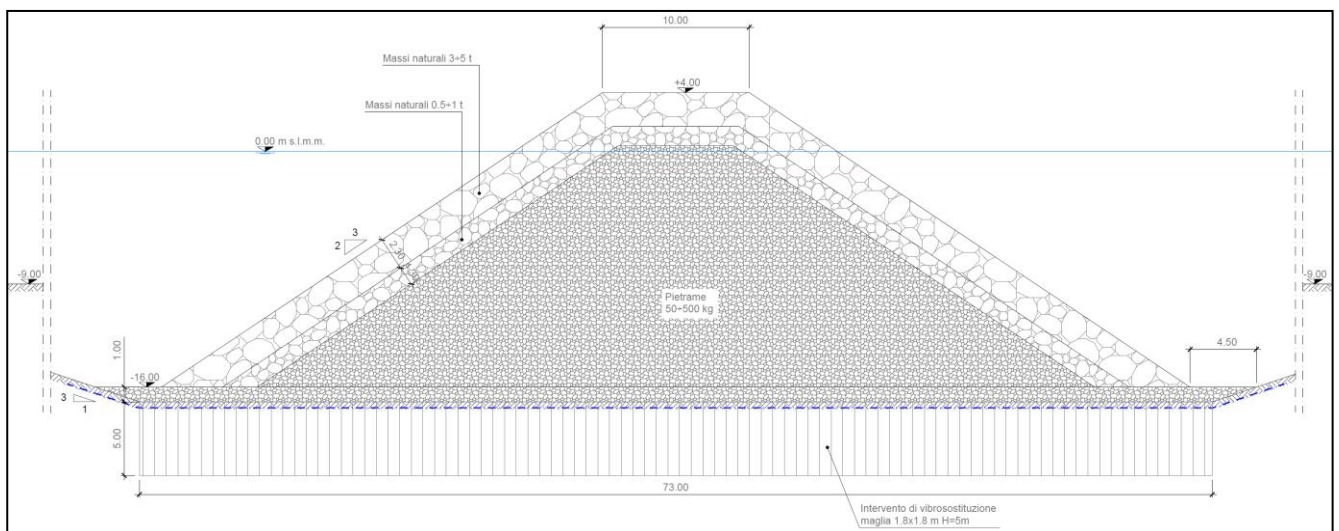 10.00
Massi naturali 3÷5 t
+4.00
Massi naturali 0.5÷1 t
0.00 m s.l.m.m.
3
2
2.30
-9.00
-9.00
Pietrame
50÷500 kg
1.00
4.50
-16.00
3
1
5.00
73.00
Intervento di vibrosostituzione
maglia 1.8x1.8 m H=5m